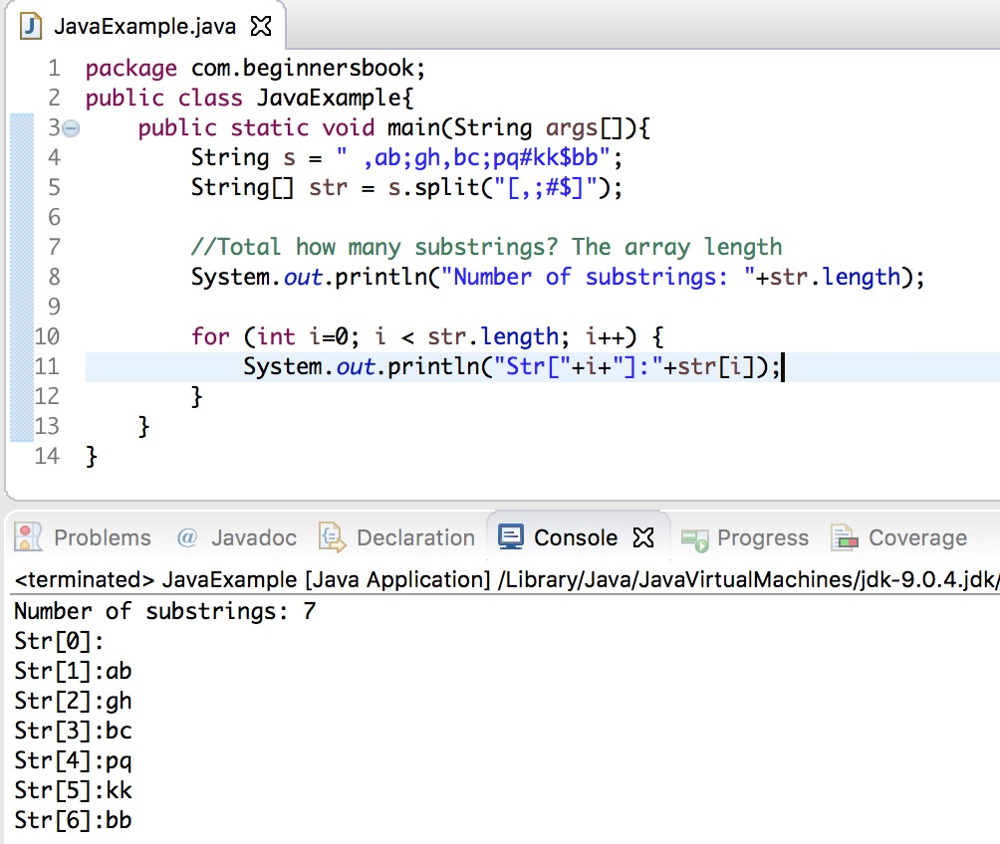 JavaExample.java
1 package com.beginnersbook;
2 public class JavaExample{
3     public static void main(String args[]){
4         String s = " ,ab;gh,bc;pq#kk$bb";
5         String[] str = s.split("[,;#$]");
6
7         //Total how many substrings? The array length
8         System.out.println("Number of substrings: "+str.length);
9
10         for (int i=0; i < str.length; i++) {
11             System.out.println("Str["+i+"]:"+str[i]);
12         }
13     }
14 }
Problems @ Javadoc Declaration Console Progress Coverage
<terminated> JavaExample [Java Application] /Library/Java/JavaVirtualMachines/jdk-9.0.4.jdk/
Number of substrings: 7
Str[0]:
Str[1]:ab
Str[2]:gh
Str[3]:bc
Str[4]:pq
Str[5]:kk
Str[6]:bb